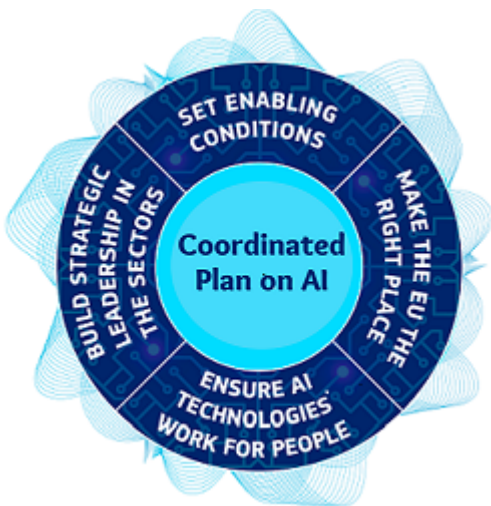 SET ENABLING
CONDITIONS
MAKE THE EU THE
RIGHT PLACE
ENSURE AI
TECHNOLOGIES
WORK FOR PEOPLE
BUILD STRATEGIC
LEADERSHIP IN
THE SECTORS
Coordinated
Plan on AI